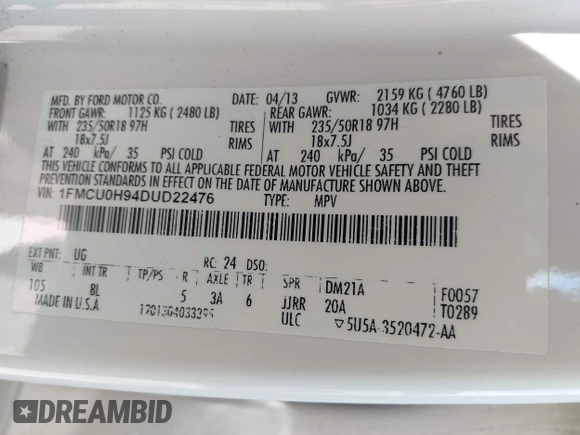 MFD. BY FORD MOTOR CO. DATE: 04/13 GVWR: 2159 KG ( 4760 LB)
FRONT GAWR: 1125 KG ( 2480 LB) REAR GAWR: 1034 KG ( 2280 LB)
WITH 235/50R18 97H TIRES WITH 235/50R18 97H TIRES
18x7.5J RIMS 18x7.5J RIMS
AT 240 kPa/ 35 PSI COLD AT 240 kPa/ 35 PSI COLD
THIS VEHICLE CONFORMS TO ALL APPLICABLE FEDERAL MOTOR VEHICLE SAFETY AND THEFT
PREVENTION STANDARDS IN EFFECT ON THE DATE OF MANUFACTURE SHOWN ABOVE.
VIN: 1FMCU0H94DUD22476 TYPE: MPV
EXT PNT: UG RC: 24 DSO:
WB INT TR TP/PS R AXLE TR SPR DM21A F0057
105 BL 5 3A 6 JJRR 20A T0289
MADE IN U.S.A. ULC ▽5U5A-3520472-AA
DREAMBID